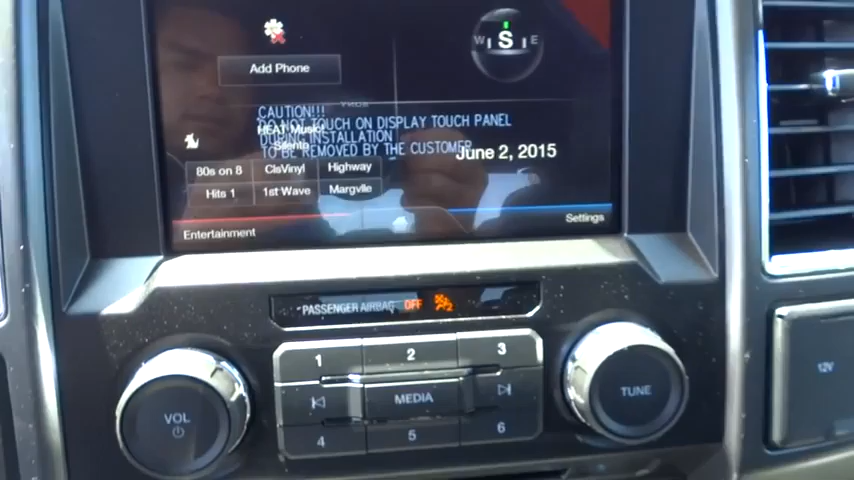 W S E
Add Phone
CAUTION!!!
DO NOT TOUCH ON DISPLAY TOUCH PANEL
DURING INSTALLATION
TO BE REMOVED BY THE CUSTOMER
HEAT Music
Silento
June 2, 2015
80s on 8 ClsVinyl Highway
Hits 1 1st Wave Margvlle
Entertainment Settings
PASSENGER AIRBAG OFF
1 2 3
VOL MEDIA TUNE
4 5 6
12V